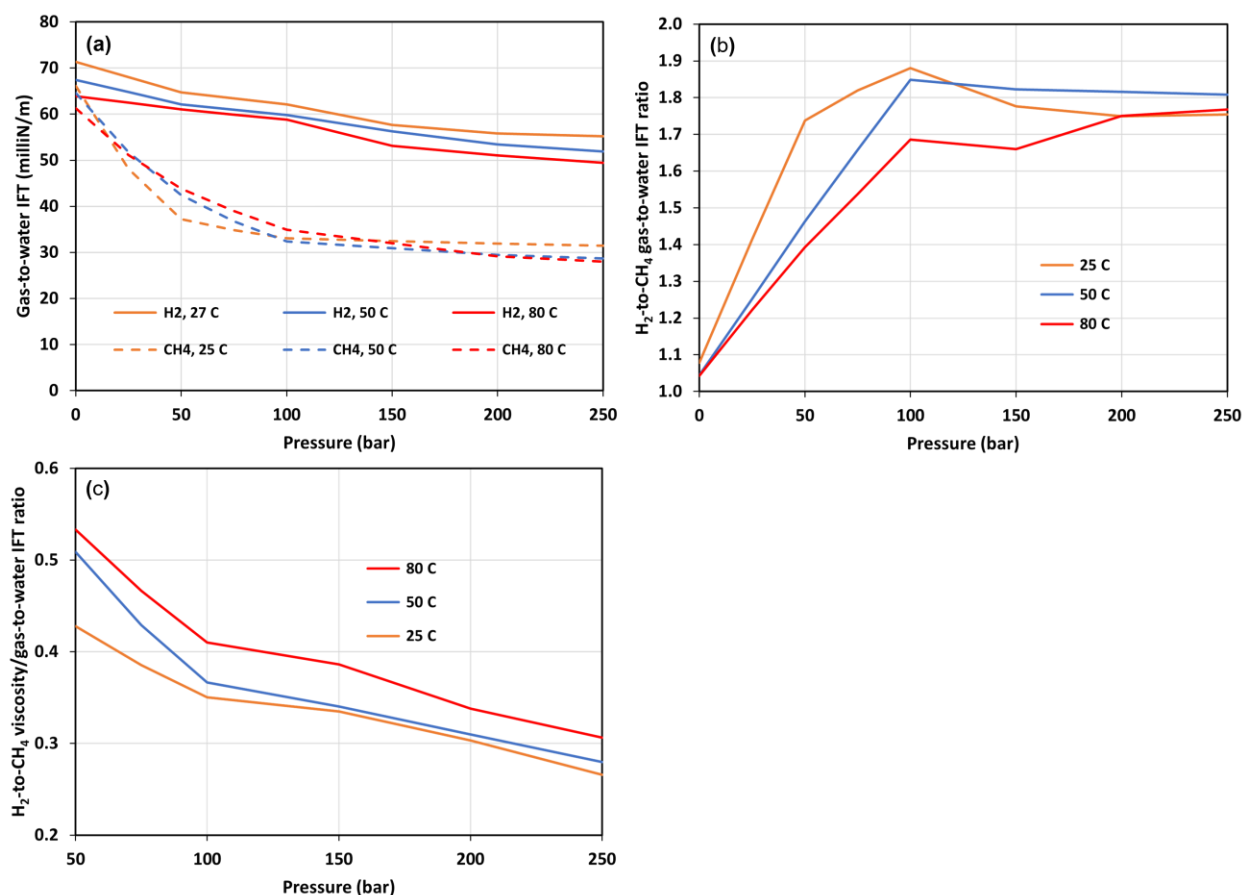 (a)
Gas-to-water IFT (milliN/m)
80
70
60
50
40
30
20
10
0
H2, 27 C H2, 50 C H2, 80 C
CH4, 25 C CH4, 50 C CH4, 80 C
0 50 100 150 200 250
Pressure (bar)
(b)
H₂-to-CH₄ gas-to-water IFT ratio
2.0
1.9
1.8
1.7
1.6
1.5
1.4
1.3
1.2
1.1
1.0
25 C
50 C
80 C
0 50 100 150 200 250
Pressure (bar)
(c)
H₂-to-CH₄ viscosity/gas-to-water IFT ratio
0.6
0.5
0.4
0.3
0.2
80 C
50 C
25 C
50 100 150 200 250
Pressure (bar)